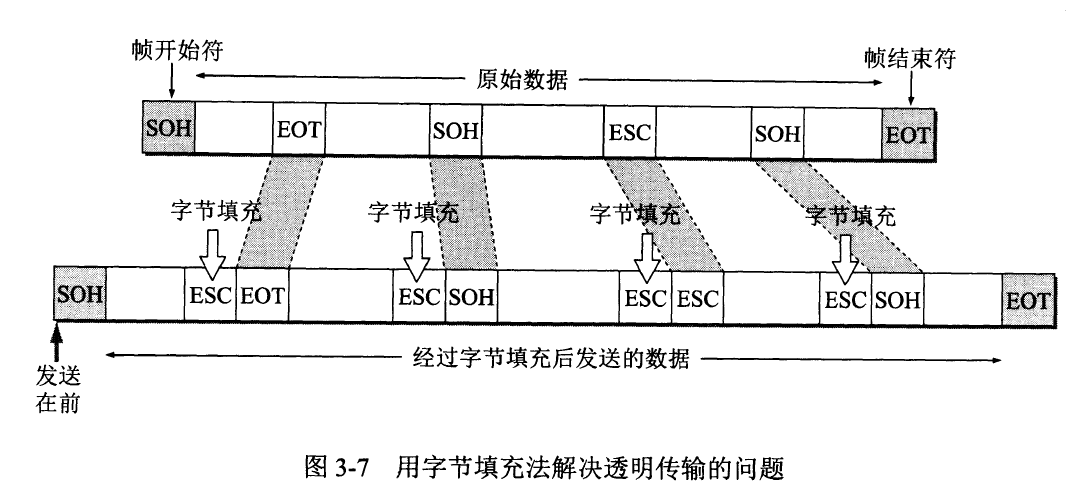 帧开始符
原始数据
帧结束符
SOH EOT SOH ESC SOH EOT
字节填充 字节填充 字节填充 字节填充
SOH ESC EOT ESC SOH ESC ESC ESC SOH EOT
经过字节填充后发送的数据
发送
在前
图 3-7 用字节填充法解决透明传输的问题